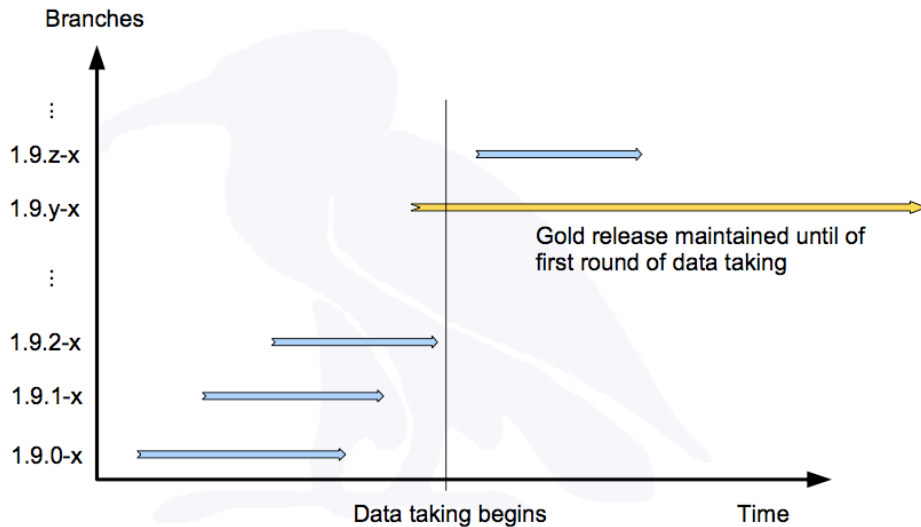 Branches
⋮
1.9.z-x
1.9.y-x
Gold release maintained until of
first round of data taking
⋮
1.9.2-x
1.9.1-x
1.9.0-x
Data taking begins
Time